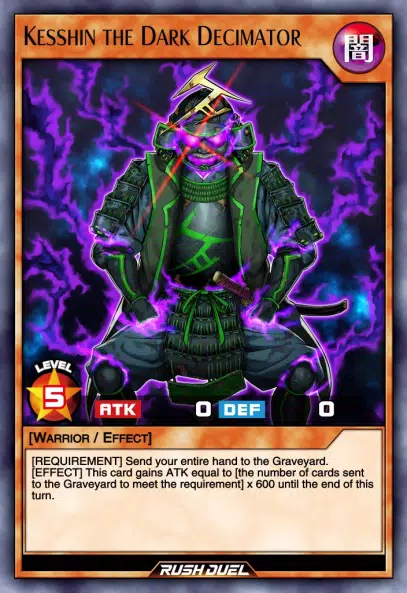 KESSHIN THE DARK DECIMATOR
闇
LEVEL
5
ATK 0 DEF 0
[WARRIOR / EFFECT]
[REQUIREMENT] Send your entire hand to the Graveyard.
[EFFECT] This card gains ATK equal to [the number of cards sent
to the Graveyard to meet the requirement] x 600 until the end of this
turn.
RUSH DUEL